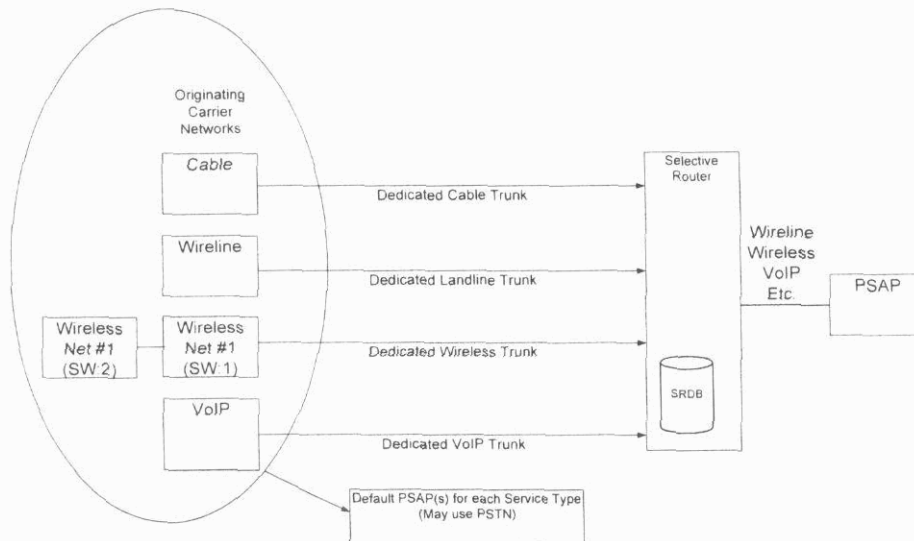 Originating
Carrier
Networks
Cable
Selective
Router
Dedicated Cable Trunk
Wireline
Wireline
Wireless
VoIP
Etc.
Dedicated Landline Trunk
PSAP
Wireless
Net #1
(SW:2)
Wireless
Net #1
(SW:1)
Dedicated Wireless Trunk
SRDB
VoIP
Dedicated VoIP Trunk
Default PSAP(s) for each Service Type
(May use PSTN)